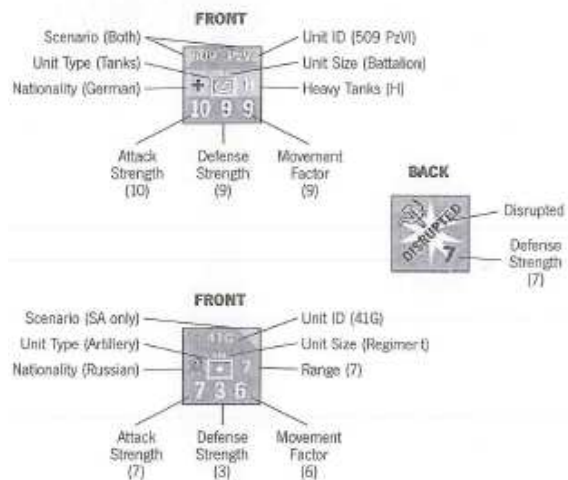 FRONT
Scenario (Both)
Unit ID (509 PzVI)
Unit Type (Tanks)
Unit Size (Battalion)
Nationality (German)
Heavy Tanks (H)
509 PzVI
10 9 9
Attack Strength (10)
Defense Strength (9)
Movement Factor (9)
BACK
DISRUPTED
7
Disrupted
Defense Strength (7)
FRONT
Scenario (SA only)
Unit ID (41G)
Unit Type (Artillery)
Unit Size (Regiment)
Nationality (Russian)
Range (7)
41G
7
7 3 6
Attack Strength (7)
Defense Strength (3)
Movement Factor (6)